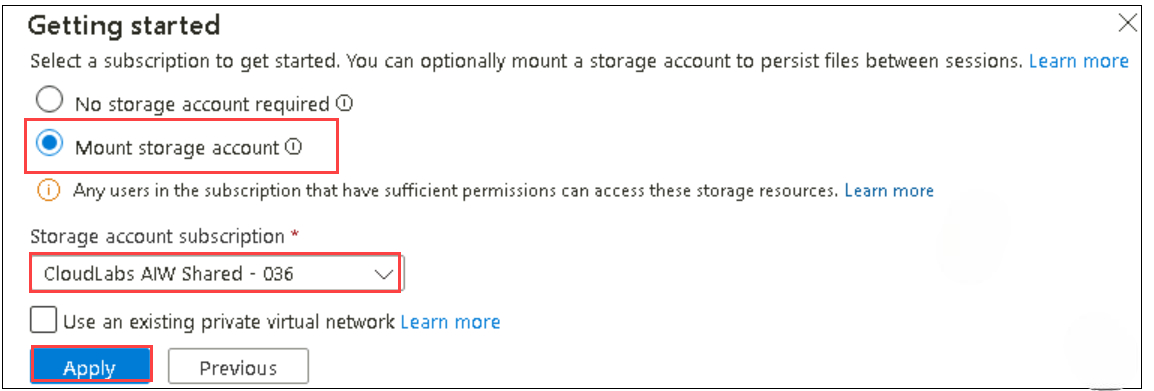 Getting started
Select a subscription to get started. You can optionally mount a storage account to persist files between sessions. Learn more
No storage account required
Mount storage account
Any users in the subscription that have sufficient permissions can access these storage resources. Learn more
Storage account subscription *
CloudLabs AIW Shared - 036
Use an existing private virtual network Learn more
Apply Previous